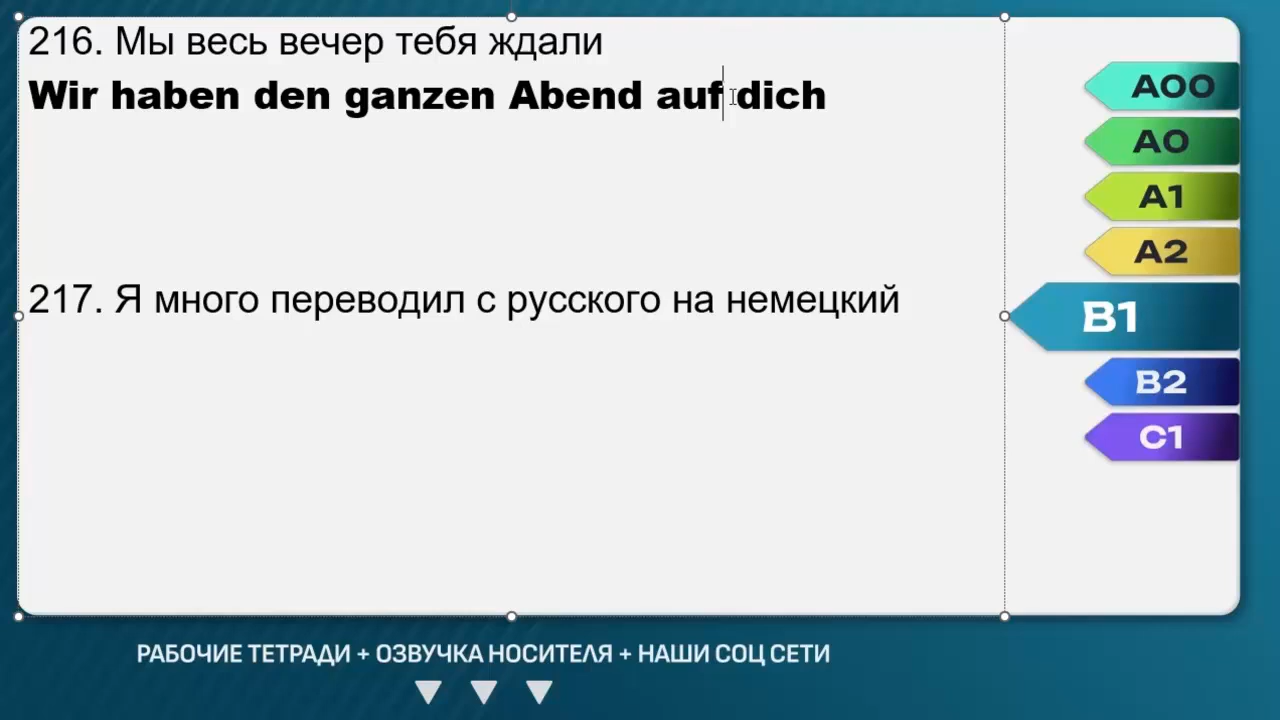 216. Мы весь вечер тебя ждали
Wir haben den ganzen Abend auf dich
217. Я много переводил с русского на немецкий
A00
A0
A1
A2
B1
B2
C1
РАБОЧИЕ ТЕТРАДИ + ОЗВУЧКА НОСИТЕЛЯ + НАШИ СОЦ СЕТИ